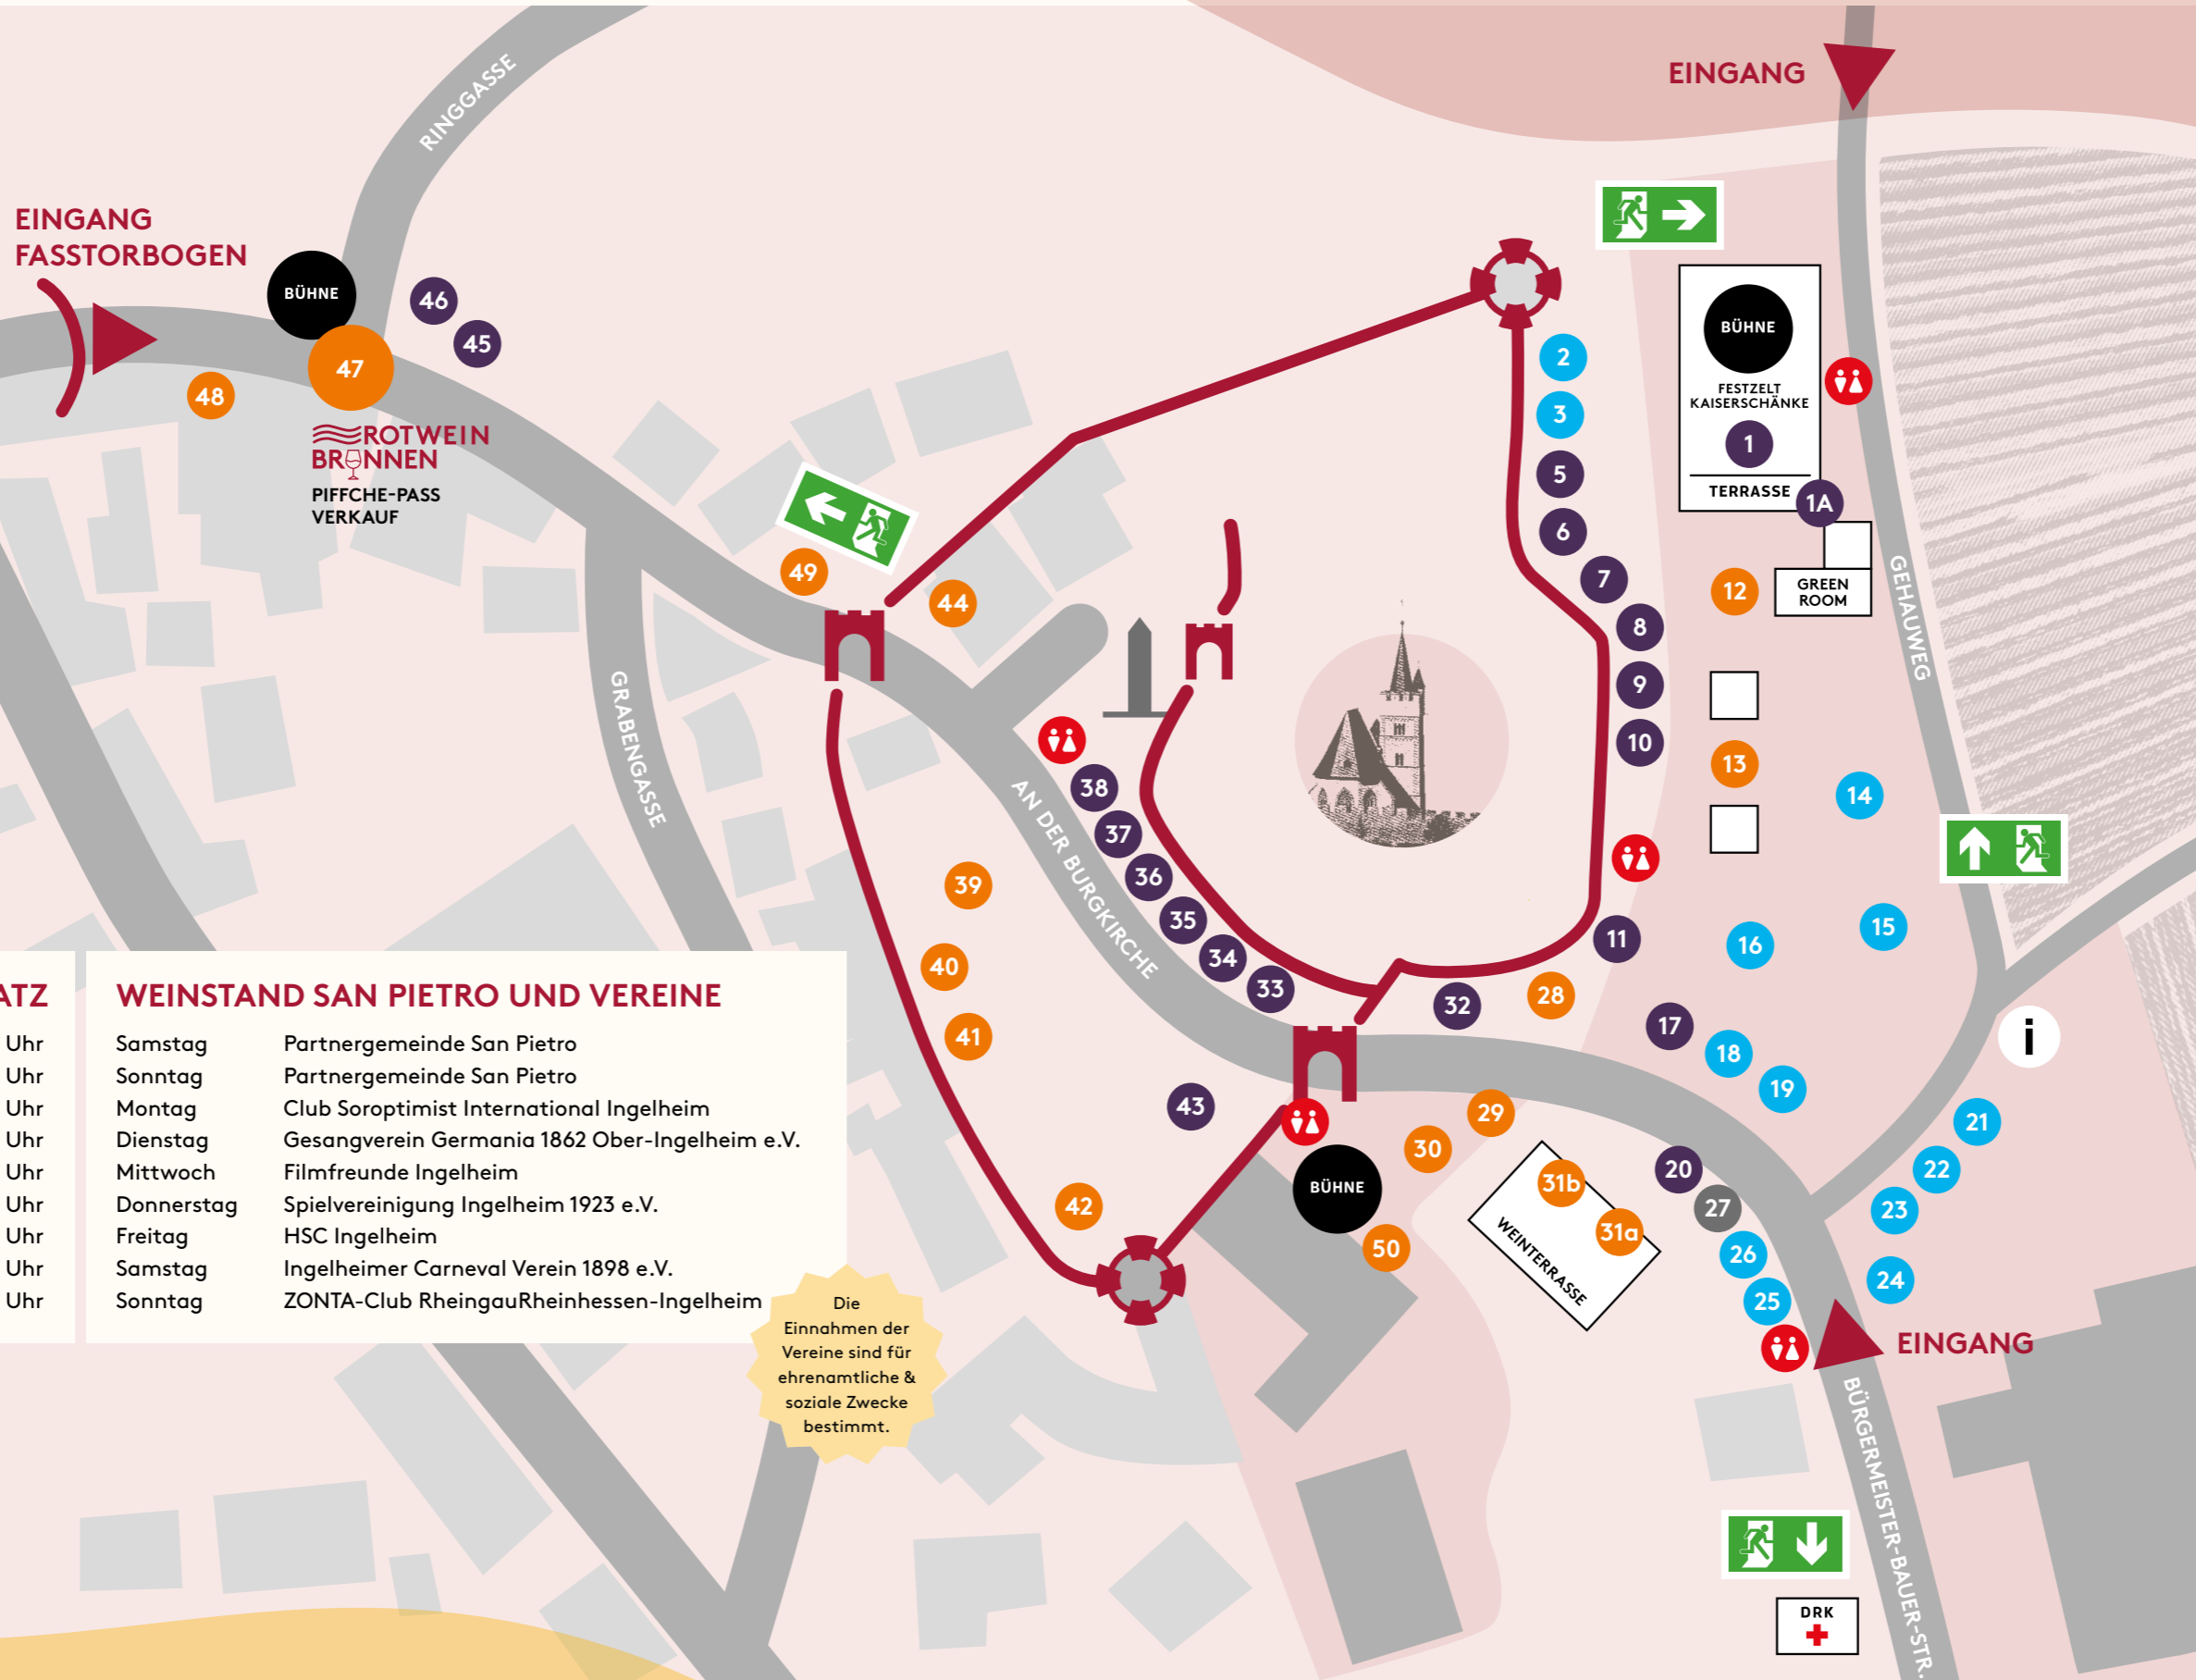 EINGANG
RINGGASSE
EINGANG
FASSTORBOGEN
BÜHNE
46
45
47
48
ROTWEIN
BRUNNEN
PIFFCHE-PASS
VERKAUF
2
3
5
6
7
8
9
10
BÜHNE
FESTZELT
KAISERSCHÄNKE
1
TERRASSE
1A
GREEN
ROOM
12
13
14
15
16
GEHAUWEG
49
44
GRABENGASSE
AN DER BURGKIRCHE
38
37
36
35
34
33
39
40
41
42
43
32
28
11
17
18
19
i
21
22
23
24
20
27
26
25
29
30
BÜHNE
50
31b
31a
WEINTERRASSE
EINGANG
BÜRGERMEISTER-BAUER-STR.
DRK
ATZ
Uhr
Uhr
Uhr
Uhr
Uhr
Uhr
Uhr
Uhr
Uhr
WEINSTAND SAN PIETRO UND VEREINE
Samstag Partnergemeinde San Pietro
Sonntag Partnergemeinde San Pietro
Montag Club Soroptimist International Ingelheim
Dienstag Gesangverein Germania 1862 Ober-Ingelheim e.V.
Mittwoch Filmfreunde Ingelheim
Donnerstag Spielvereinigung Ingelheim 1923 e.V.
Freitag HSC Ingelheim
Samstag Ingelheimer Carneval Verein 1898 e.V.
Sonntag ZONTA-Club RheingauRheinhessen-Ingelheim
Die
Einnahmen der
Vereine sind für
ehrenamtliche &
soziale Zwecke
bestimmt.